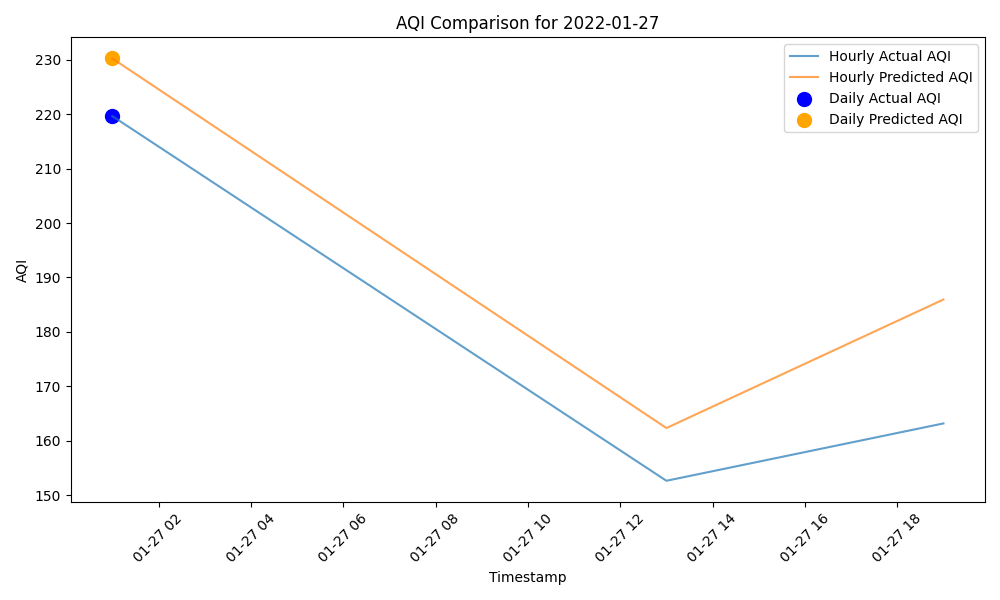 AQI Comparison for 2022-01-27
Hourly Actual AQI
Hourly Predicted AQI
Daily Actual AQI
Daily Predicted AQI
AQI
230
220
210
200
190
180
170
160
150
01-27 02
01-27 04
01-27 06
01-27 08
01-27 10
01-27 12
01-27 14
01-27 16
01-27 18
Timestamp